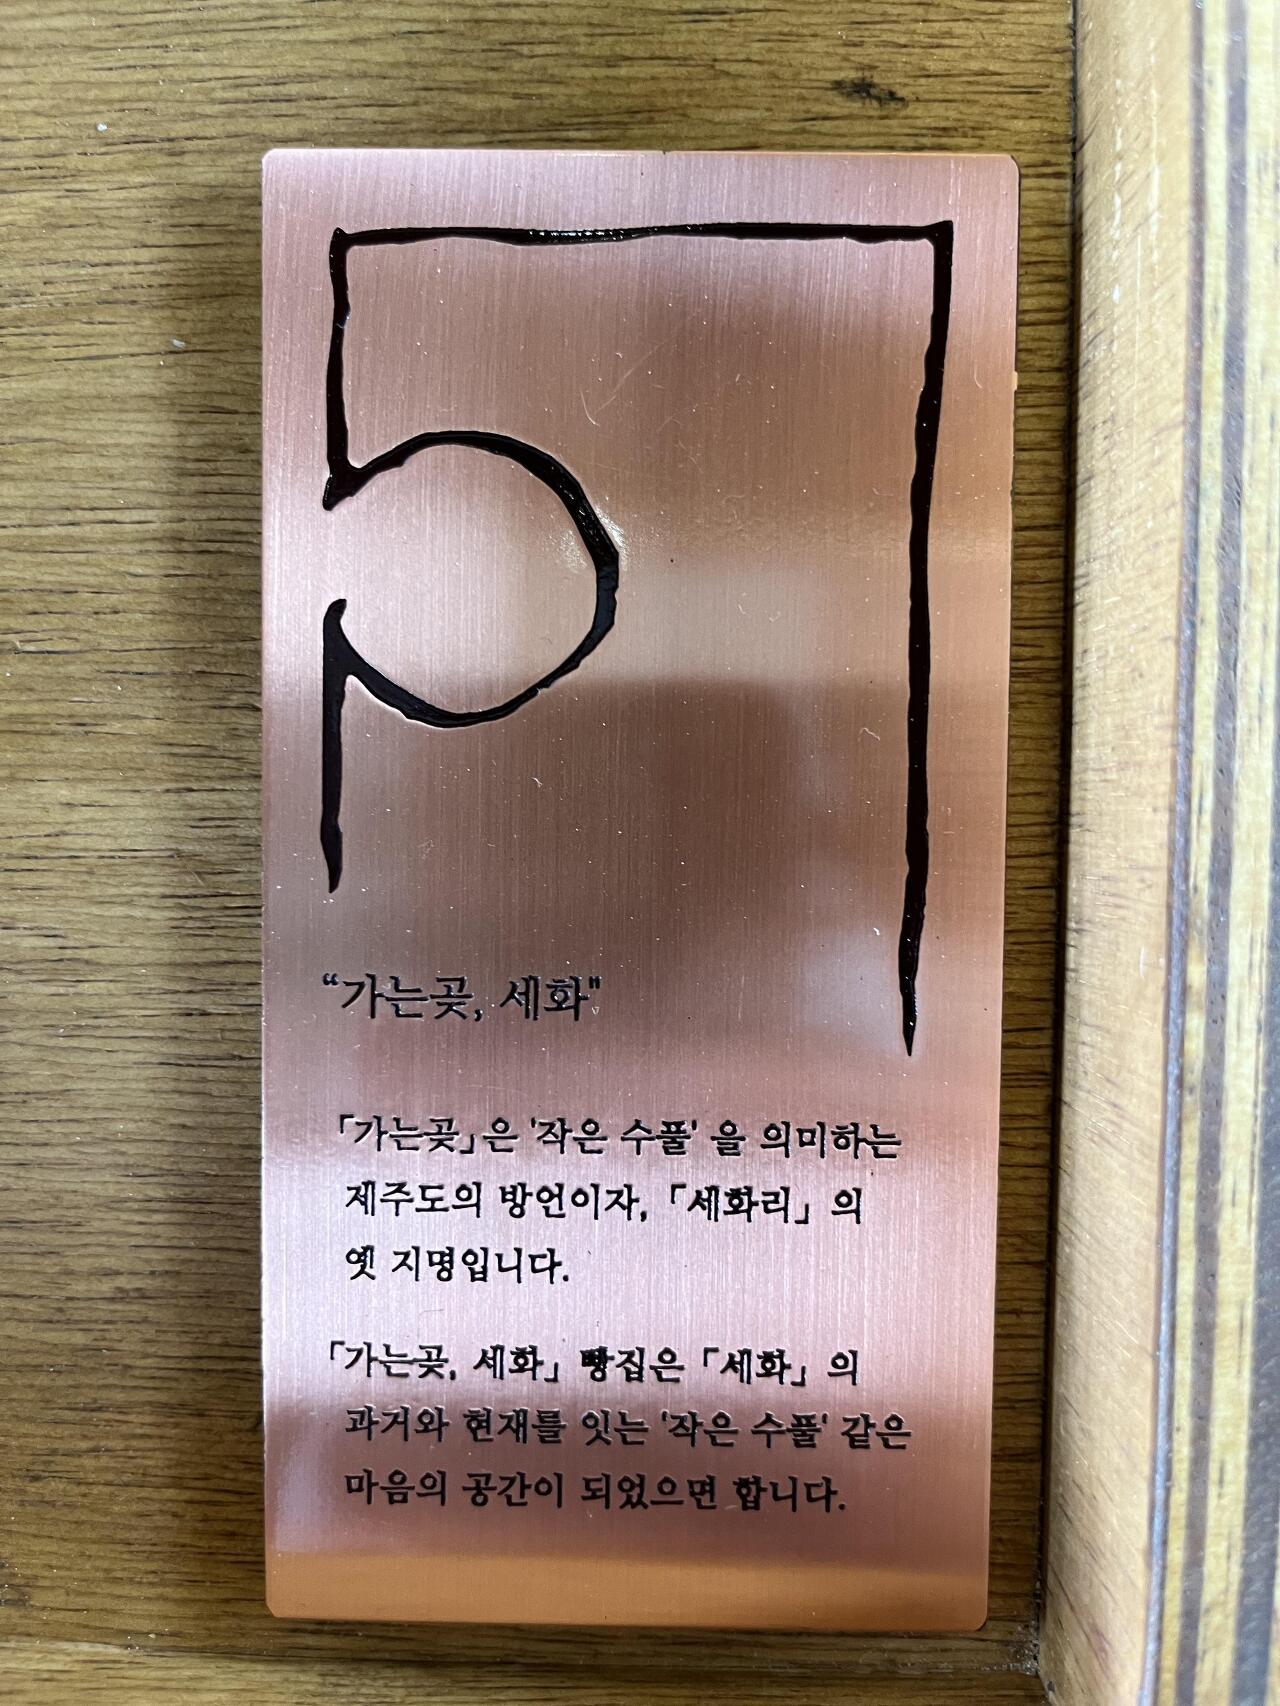 “가는곶, 세화"
「가는곶」은 '작은 수풀' 을 의미하는
제주도의 방언이자, 「세화리」 의
옛 지명입니다.
「가는곶, 세화」 빵집은 「세화」 의
과거와 현재를 잇는 '작은 수풀' 같은
마음의 공간이 되었으면 합니다.